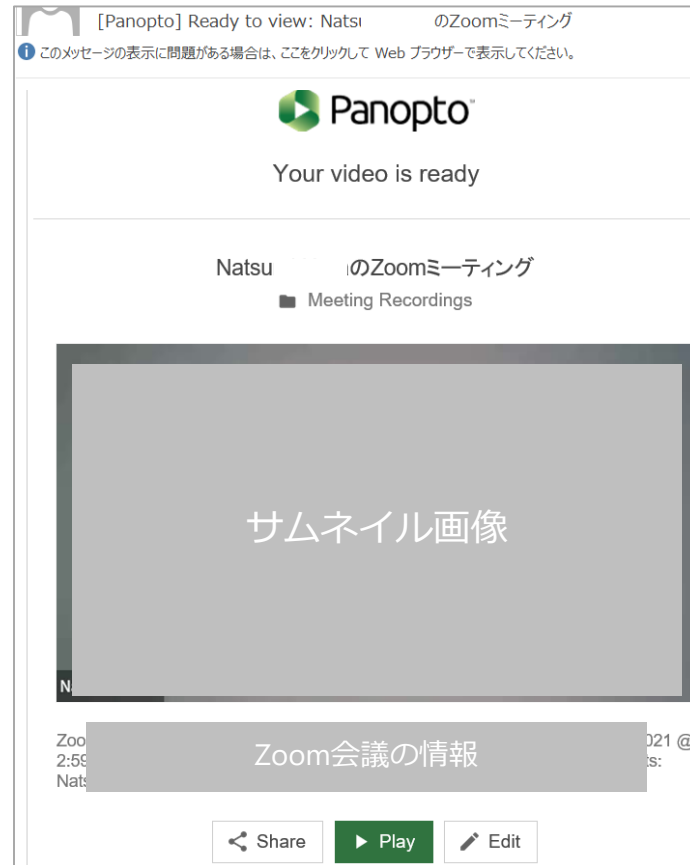 [Panopto] Ready to view: Natsu のZoomミーティング
このメッセージの表示に問題がある場合は、ここをクリックして Web ブラウザーで表示してください。
Panopto
Your video is ready
Natsu のZoomミーティング
Meeting Recordings
サムネイル画像
Zoom会議の情報
021 @
2:59
Share
Play
Edit